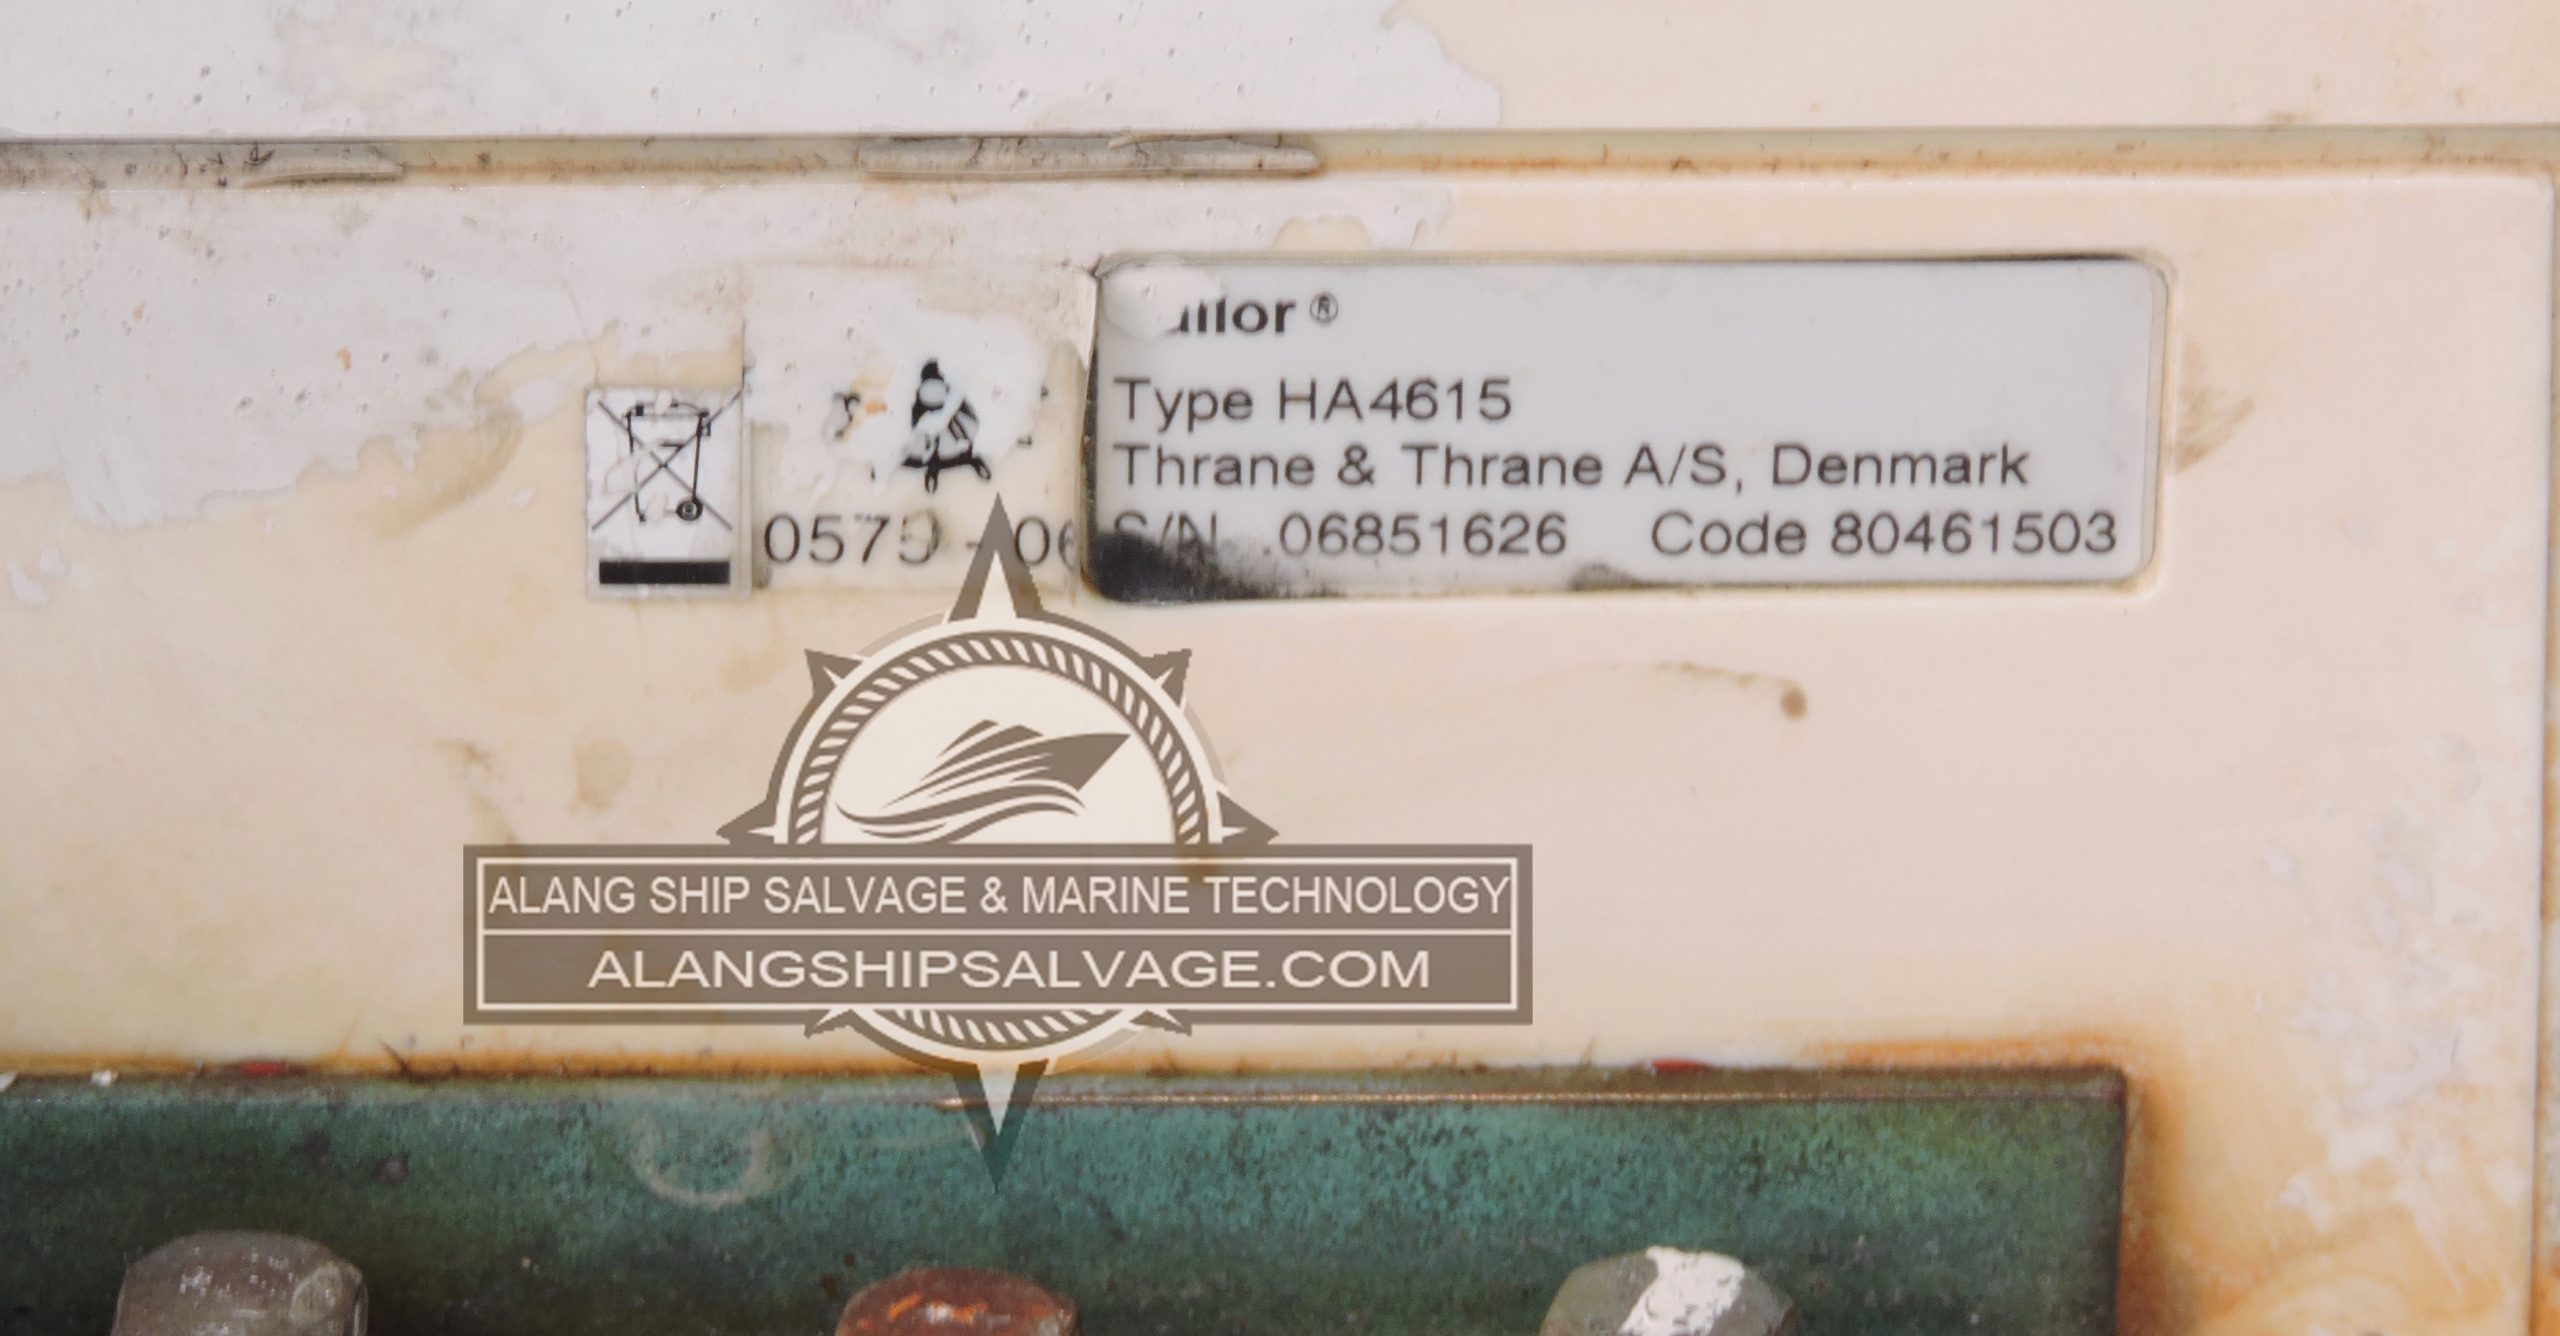 ®
Type HA4615
Thrane & Thrane A/S, Denmark
S/N .06851626 Code 80461503
ALANG SHIP SALVAGE & MARINE TECHNOLOGY
ALANGSHIPSALVAGE.COM